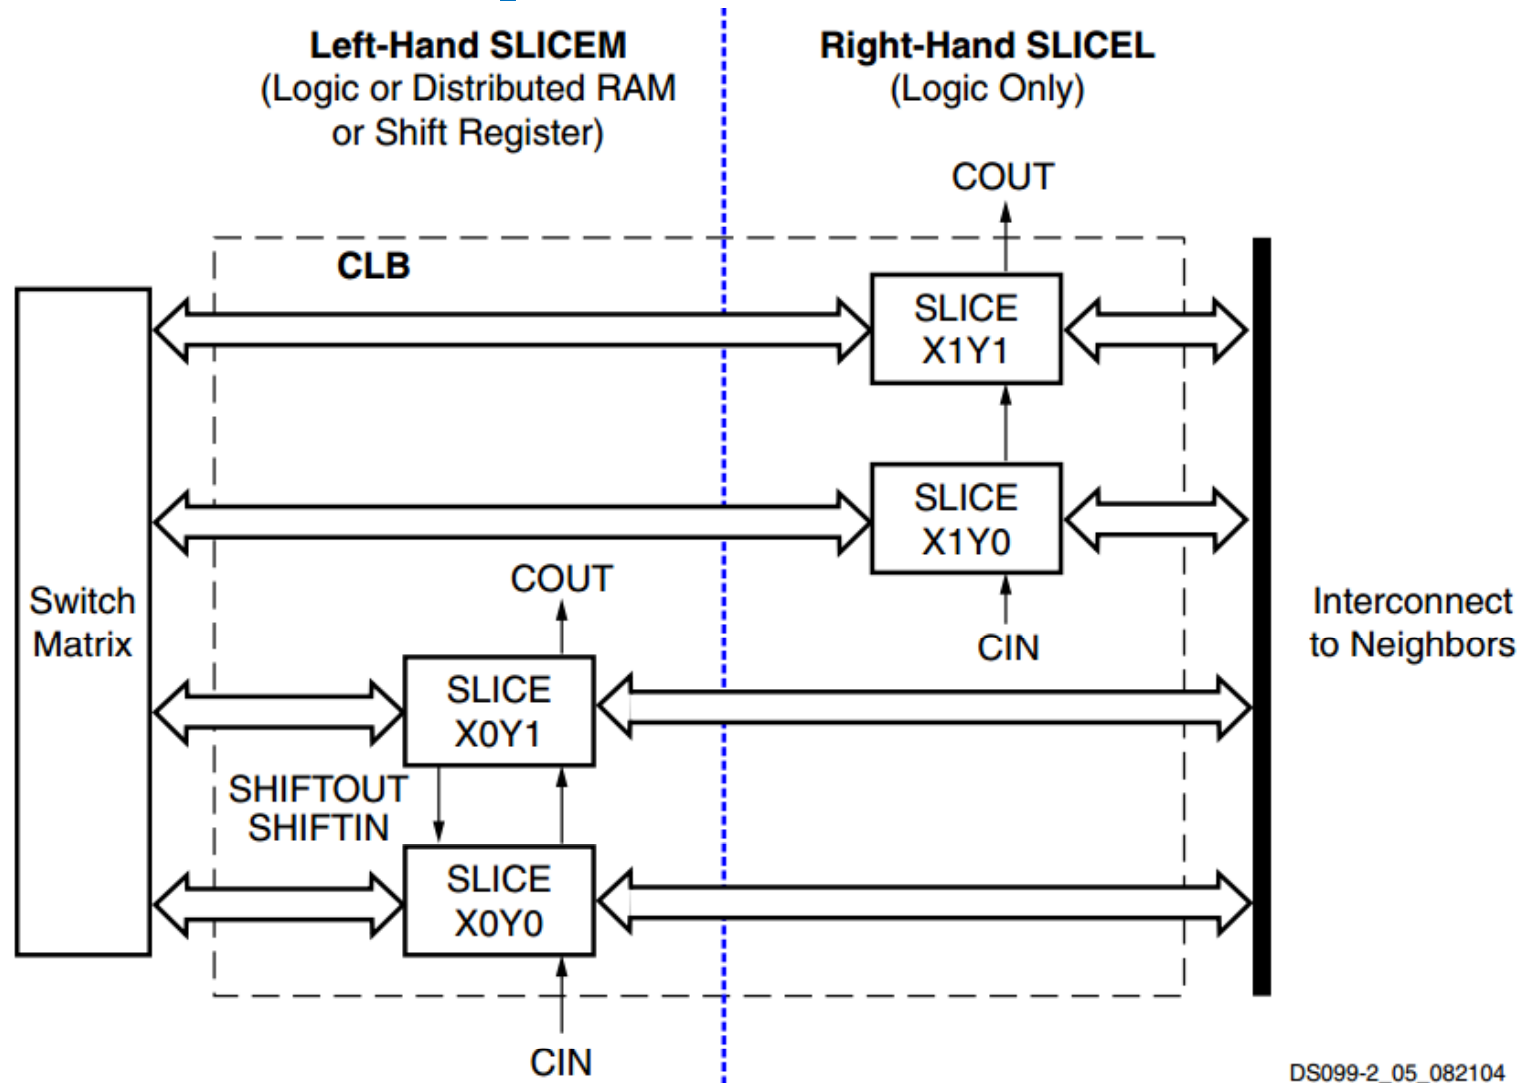 Left-Hand SLICEM
(Logic or Distributed RAM
or Shift Register)
Right-Hand SLICEL
(Logic Only)
COUT
CLB
SLICE
X1Y1
SLICE
X1Y0
COUT
CIN
Switch
Matrix
Interconnect
to Neighbors
SLICE
X0Y1
SHIFTOUT
SHIFTIN
SLICE
X0Y0
CIN
DS099-2_05_082104